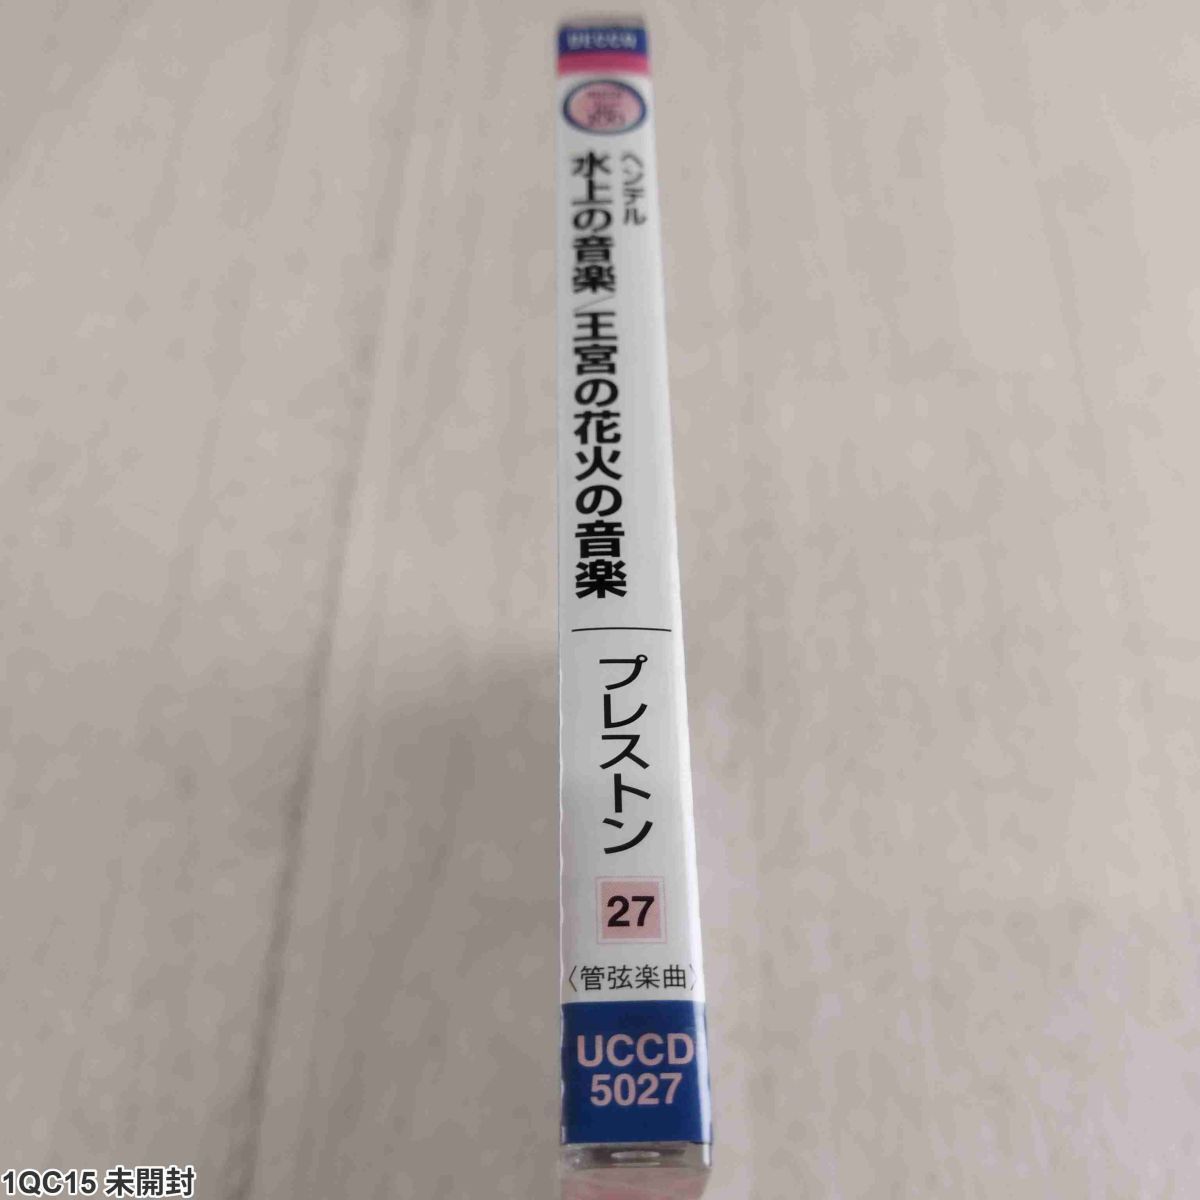 DECCA
ヘンデル
水上の音楽/王宮の花火の音楽
プレストン
27
〈管弦楽曲〉
UCCD
5027
1QC15 未開封